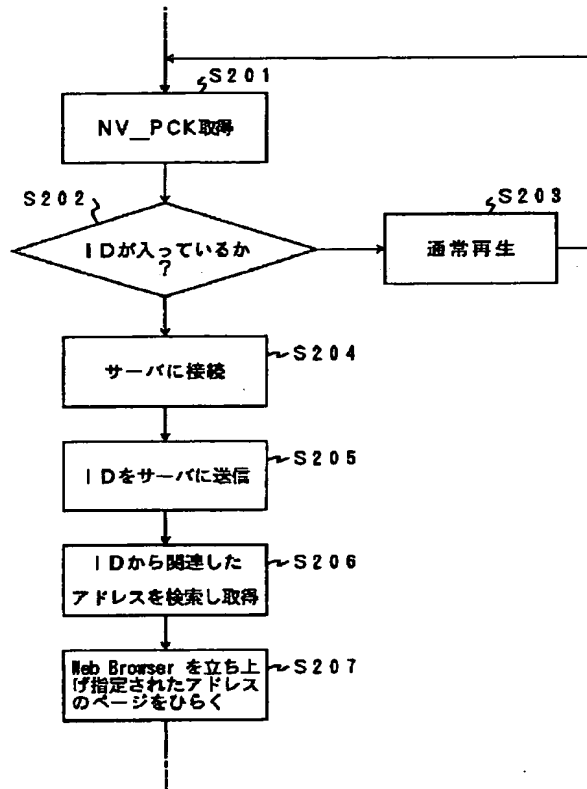 S201
NV_PCK取得
S202
IDが入っているか
?
S203
通常再生
サーバに接続
S204
IDをサーバに送信
S205
IDから関連した
アドレスを検索し取得
S206
Web Browser を立ち上
げ指定されたアドレス
のページをひらく
S207